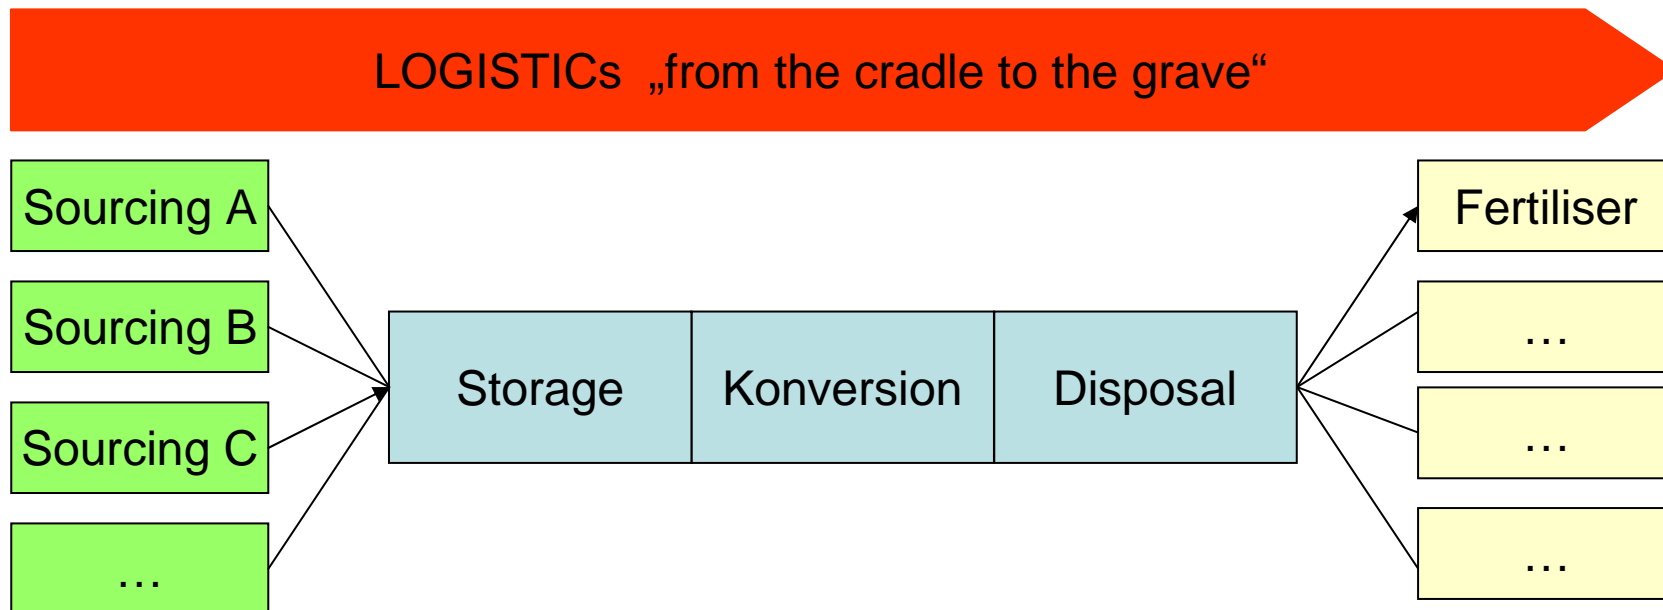 LOGISTICs „from the cradle to the grave“
Sourcing A
Sourcing B
Sourcing C
…
Storage
Konversion
Disposal
Fertiliser
…
…
…